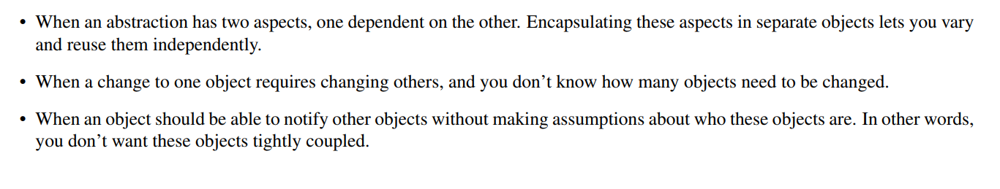 • When an abstraction has two aspects, one dependent on the other. Encapsulating these aspects in separate objects lets you vary
and reuse them independently.
• When a change to one object requires changing others, and you don’t know how many objects need to be changed.
• When an object should be able to notify other objects without making assumptions about who these objects are. In other words,
you don’t want these objects tightly coupled.